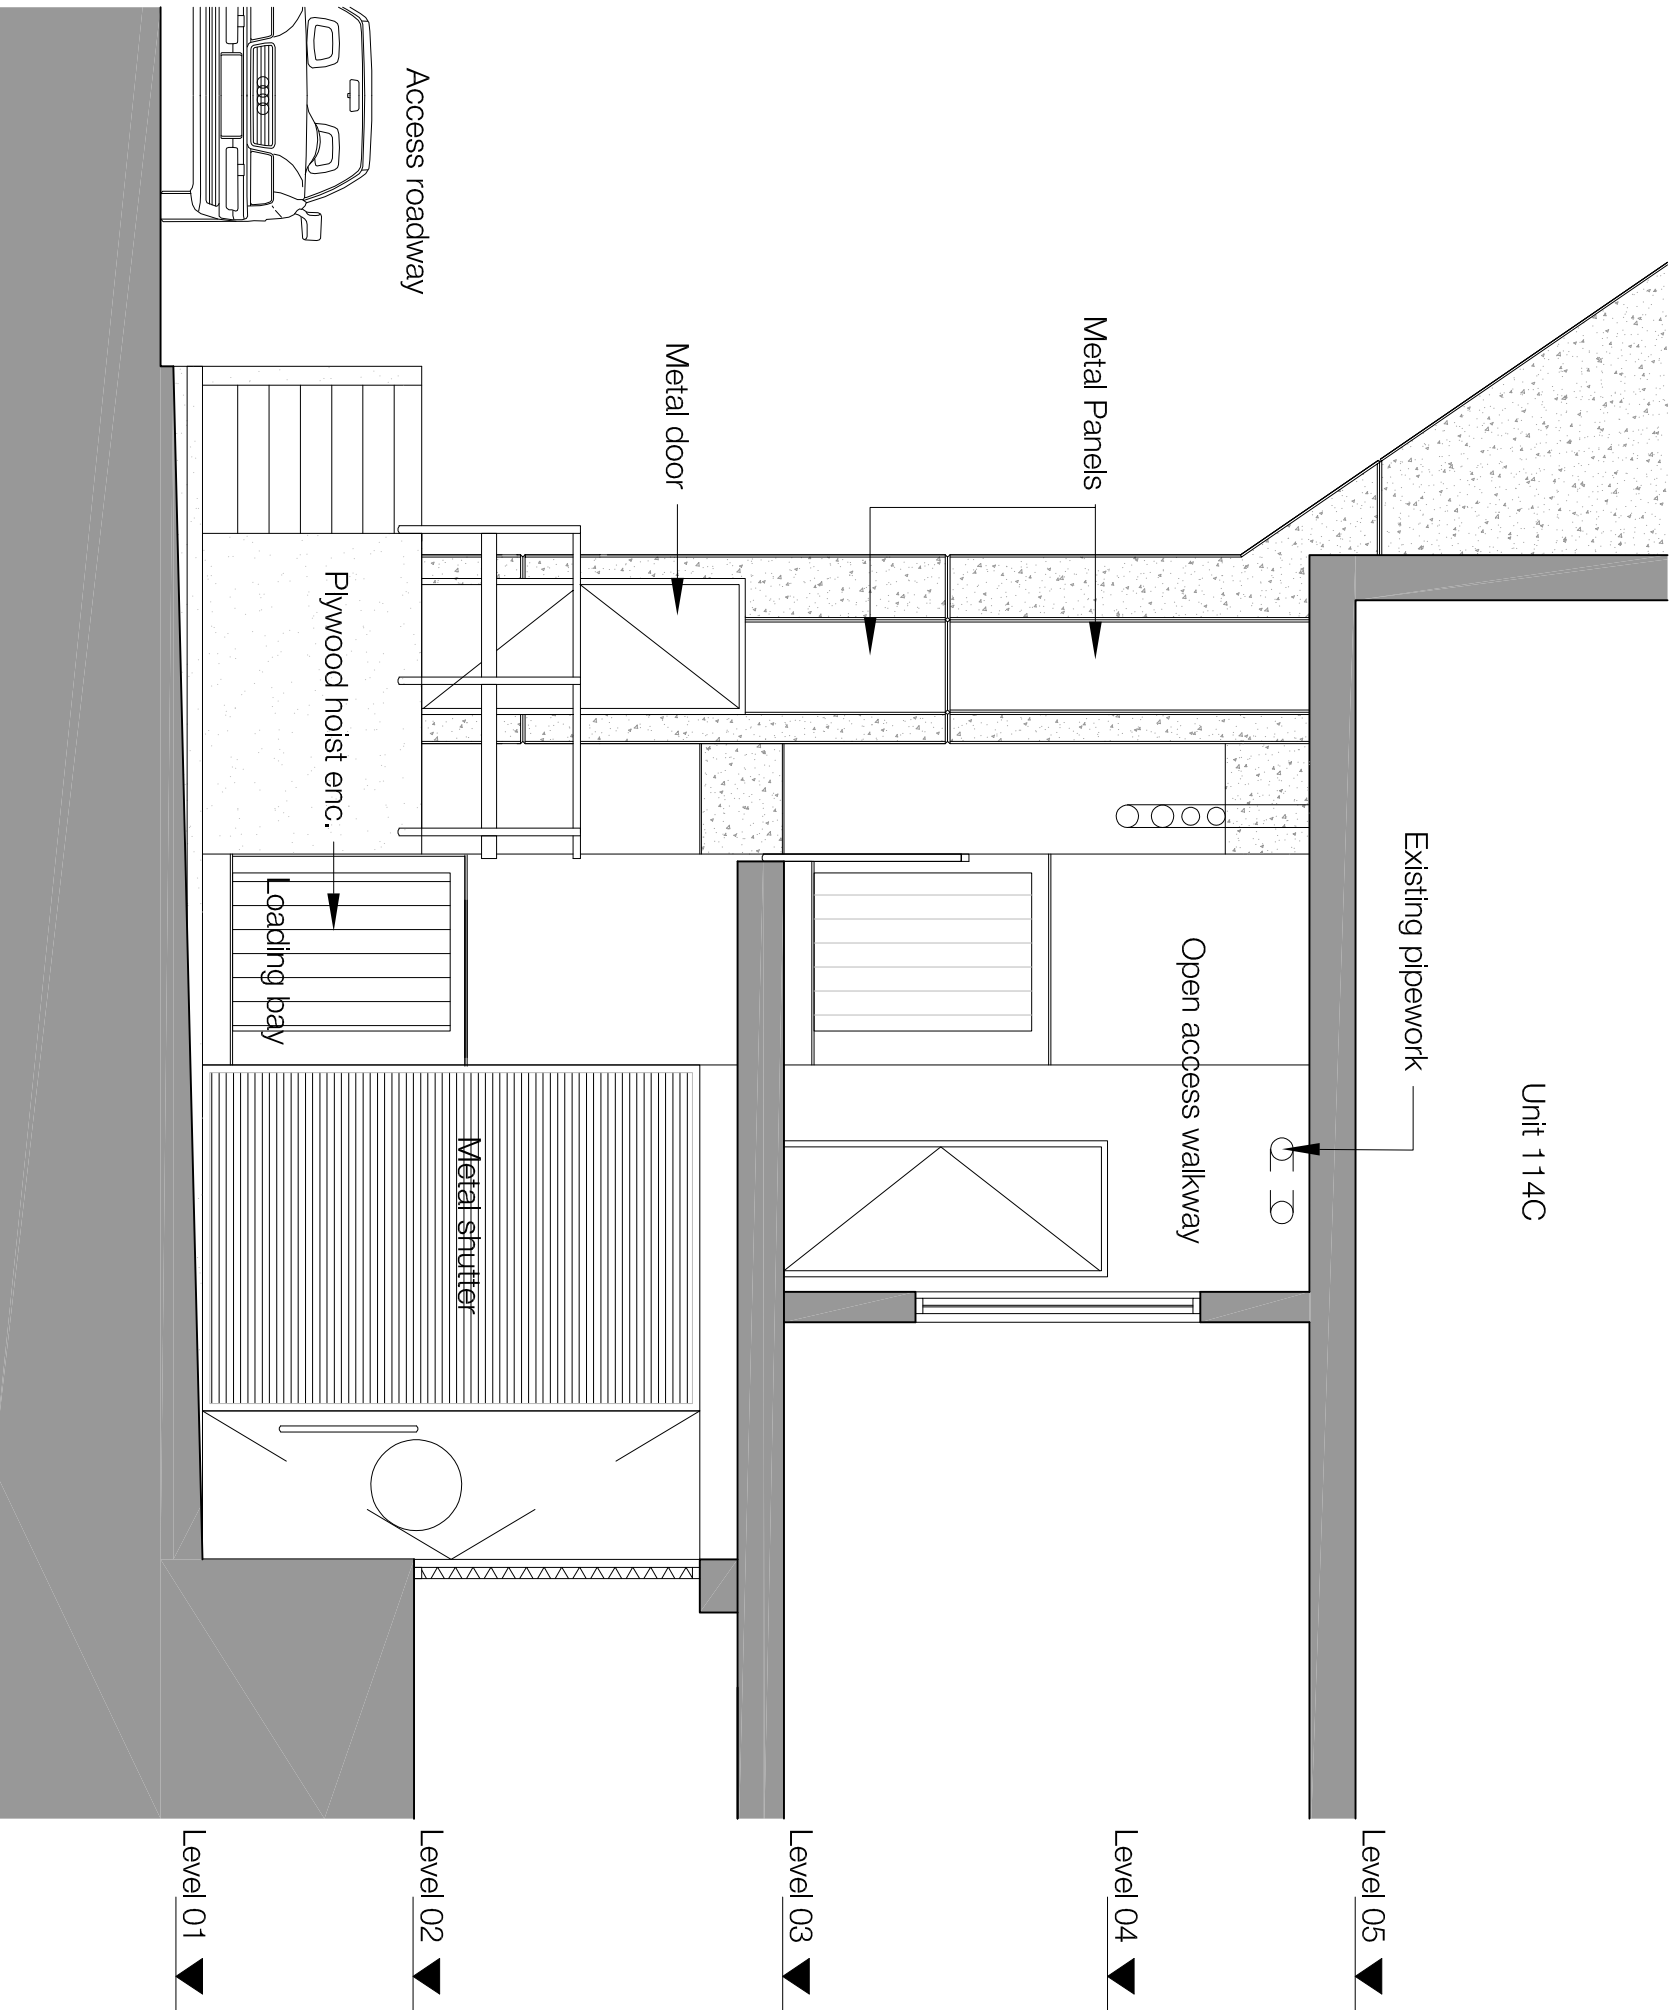 Unit 114C
Existing pipework
Level 05
Open access walkway
Metal Panels
Level 04
Level 03
Metal door
Metal shutter
Access roadway
Level 02
Plywood hoist enc.
Loading bay
Level 01